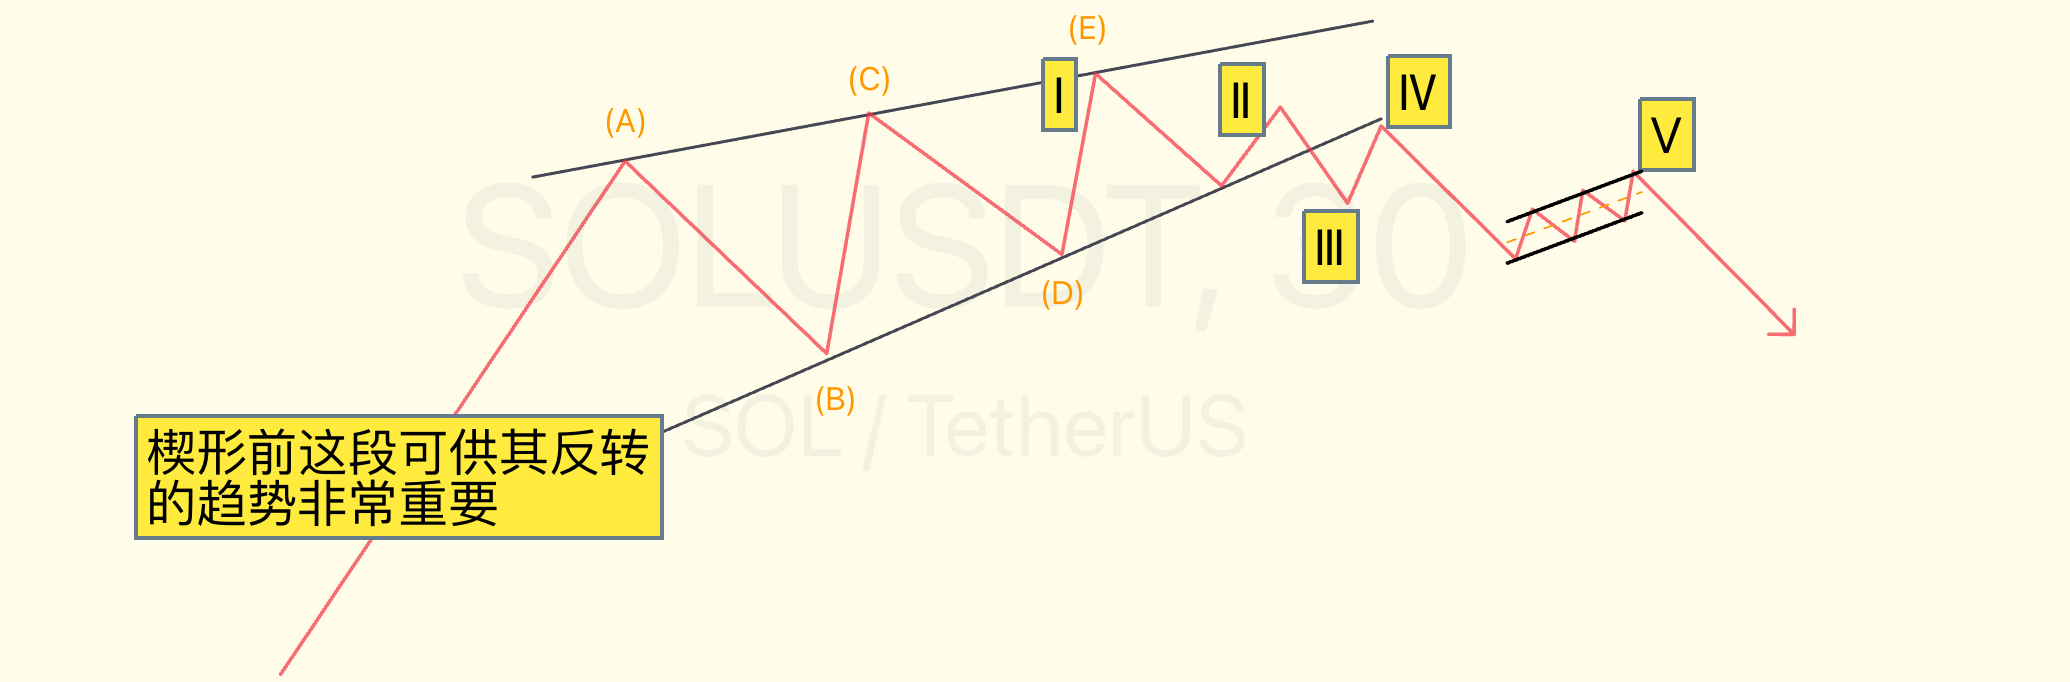 (E)
(C)
(A)
Ⅰ
Ⅱ
Ⅳ
Ⅴ
SOLUSDT, 30
Ⅲ
(D)
(B)
SOL / TetherUS
楔形前这段可供其反转
的趋势非常重要